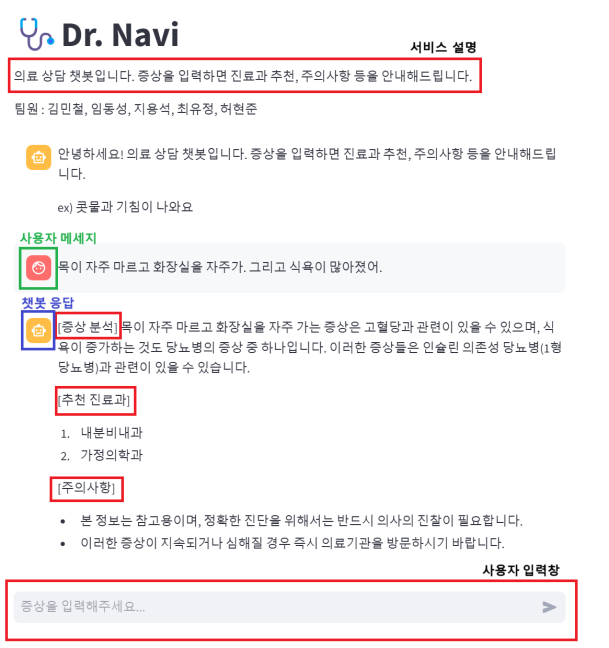 Dr. Navi
서비스 설명
의료 상담 챗봇입니다. 증상을 입력하면 진료과 추천, 주의사항 등을 안내해드립니다.
팀원 : 김민철, 임동성, 지용석, 최유정, 허현준
안녕하세요! 의료 상담 챗봇입니다. 증상을 입력하면 진료과 추천, 주의사항 등을 안내해드립
니다.
ex) 콧물과 기침이 나와요
사용자 메세지
목이 자주 마르고 화장실을 자주가. 그리고 식욕이 많아졌어.
챗봇 응답
[증상 분석] 목이 자주 마르고 화장실을 자주 가는 증상은 고혈당과 관련이 있을 수 있으며, 식
욕이 증가하는 것도 당뇨병의 증상 중 하나입니다. 이러한 증상들은 인슐린 의존성 당뇨병(1형
당뇨병)과 관련이 있을 수 있습니다.
[추천 진료과]
1. 내분비내과
2. 가정의학과
[주의사항]
• 본 정보는 참고용이며, 정확한 진단을 위해서는 반드시 의사의 진찰이 필요합니다.
• 이러한 증상이 지속되거나 심해질 경우 즉시 의료기관을 방문하시기 바랍니다.
사용자 입력창
증상을 입력해주세요...